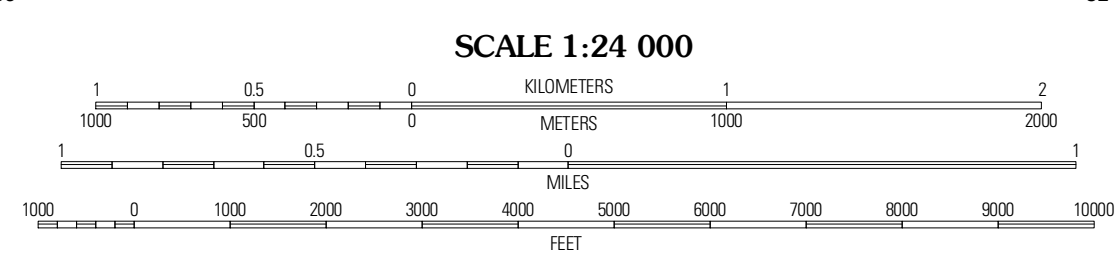 SCALE 1:24 000
1 0.5 0 KILOMETERS 1 2
1000 500 0 METERS 1000 2000
1 0.5 0 1
MILES
1000 0 1000 2000 3000 4000 5000 6000 7000 8000 9000 10000
FEET